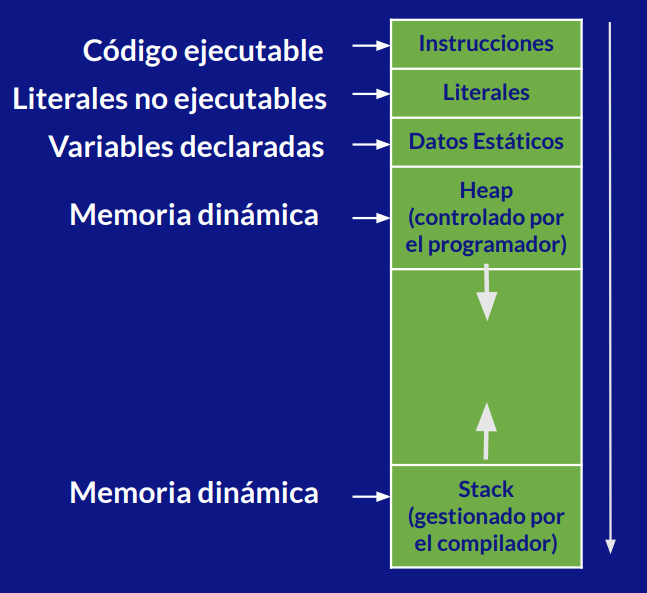 Código ejecutable
Instrucciones
Literales no ejecutables
Literales
Variables declaradas
Datos Estáticos
Memoria dinámica
Heap
(controlado por
el programador)
Memoria dinámica
Stack
(gestionado por
el compilador)